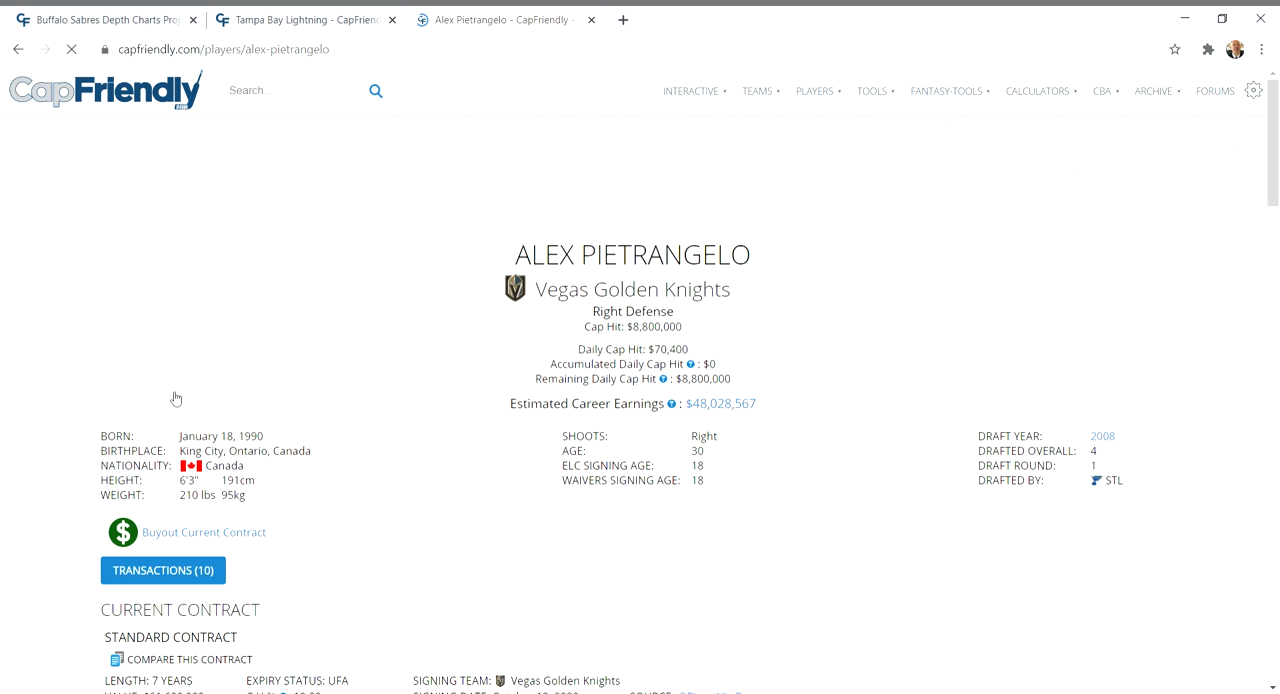 Buffalo Sabres Depth Charts Proj
Tampa Bay Lightning - CapFriend
Alex Pietrangelo - CapFriendly -
capfriendly.com/players/alex-pietrangelo
CapFriendly
Search...
INTERACTIVE TEAMS PLAYERS TOOLS FANTASY-TOOLS CALCULATORS CBA ARCHIVE FORUMS
ALEX PIETRANGELO
Vegas Golden Knights
Right Defense
Cap Hit: $8,800,000
Daily Cap Hit: $70,400
Accumulated Daily Cap Hit ? : $0
Remaining Daily Cap Hit ? : $8,800,000
Estimated Career Earnings ? : $48,028,567
BORN: January 18, 1990 SHOOTS: Right DRAFT YEAR: 2008
BIRTHPLACE: King City, Ontario, Canada AGE: 30 DRAFTED OVERALL: 4
NATIONALITY: Canada ELC SIGNING AGE: 18 DRAFT ROUND: 1
HEIGHT: 6'3" 191cm WAIVERS SIGNING AGE: 18 DRAFTED BY: STL
WEIGHT: 210 lbs 95kg
$ Buyout Current Contract
TRANSACTIONS (10)
CURRENT CONTRACT
STANDARD CONTRACT
COMPARE THIS CONTRACT
LENGTH: 7 YEARS EXPIRY STATUS: UFA SIGNING TEAM: Vegas Golden Knights